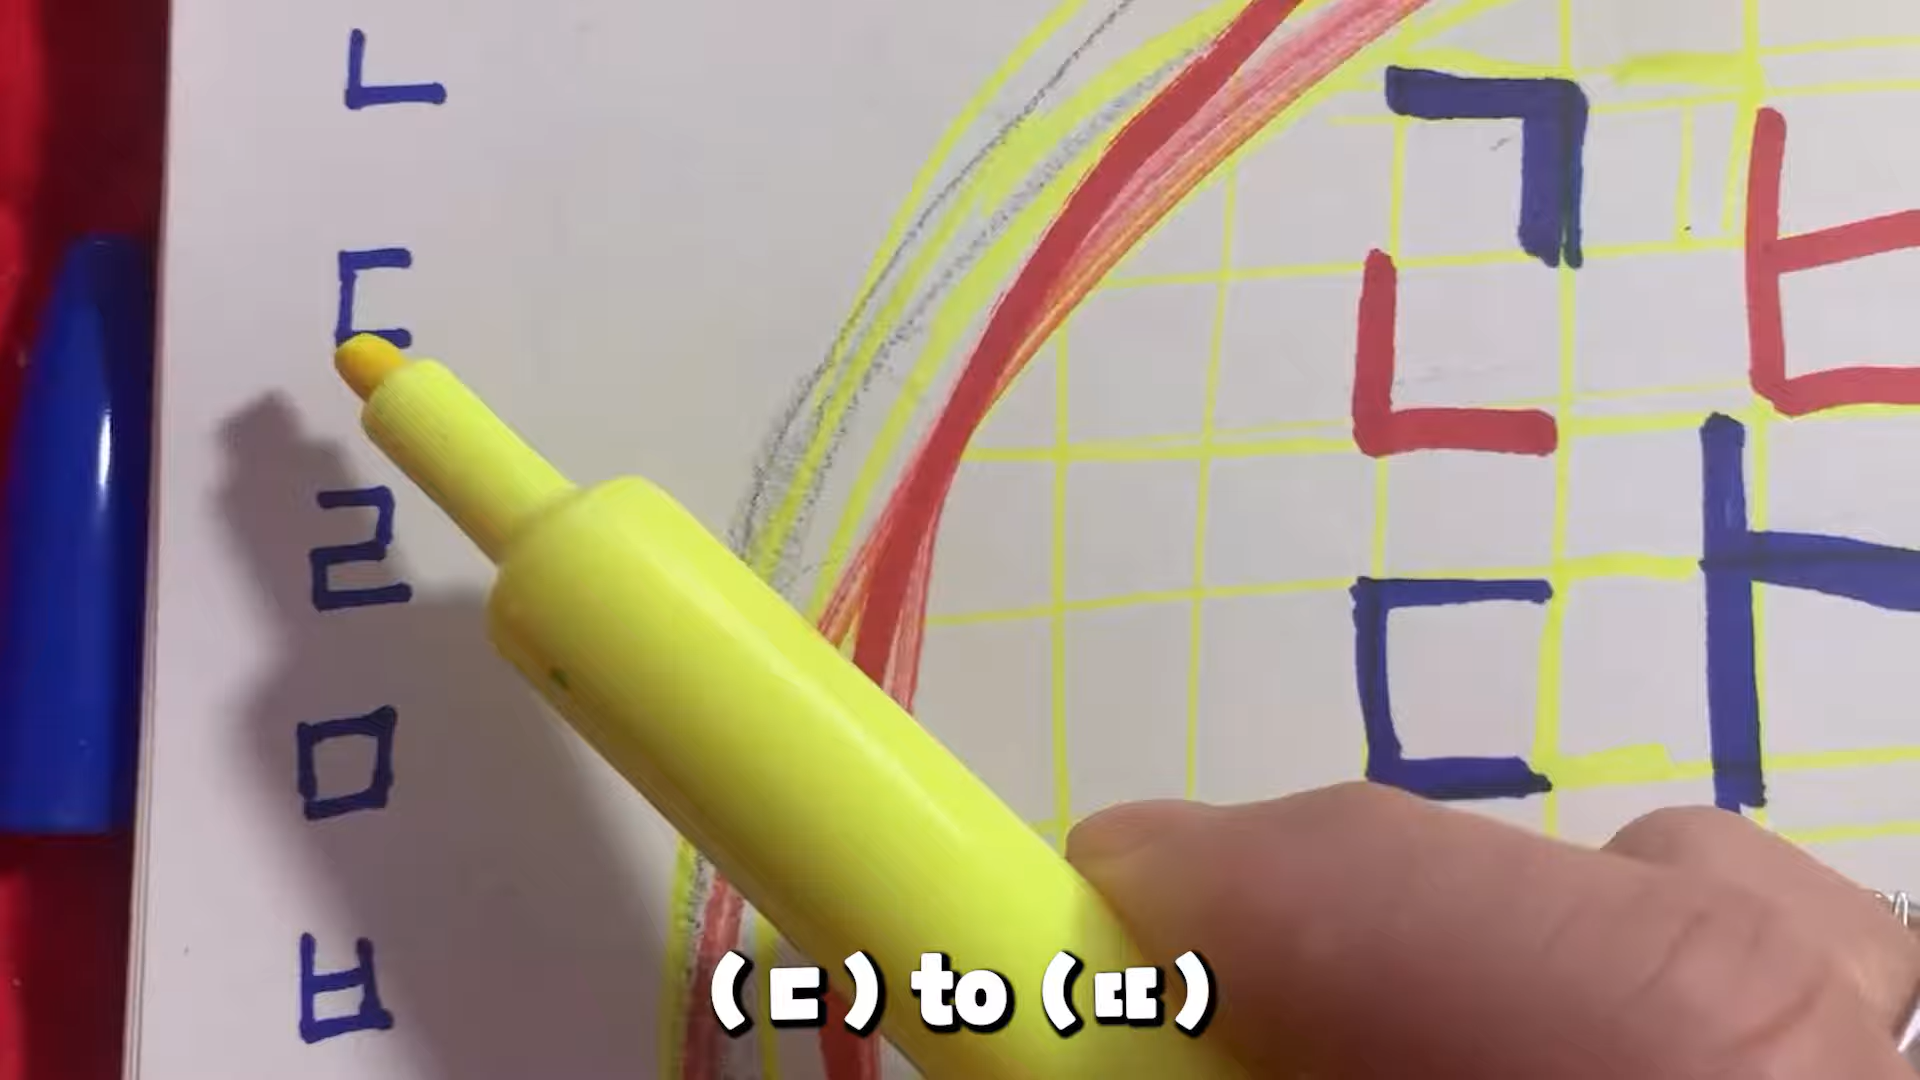 ㄴ
ㄷ
ㄹ
ㅁ
ㅂ
ㄱ
ㄴ
ㄷ
ㅏ
(ㄷ) to (ㄸ)